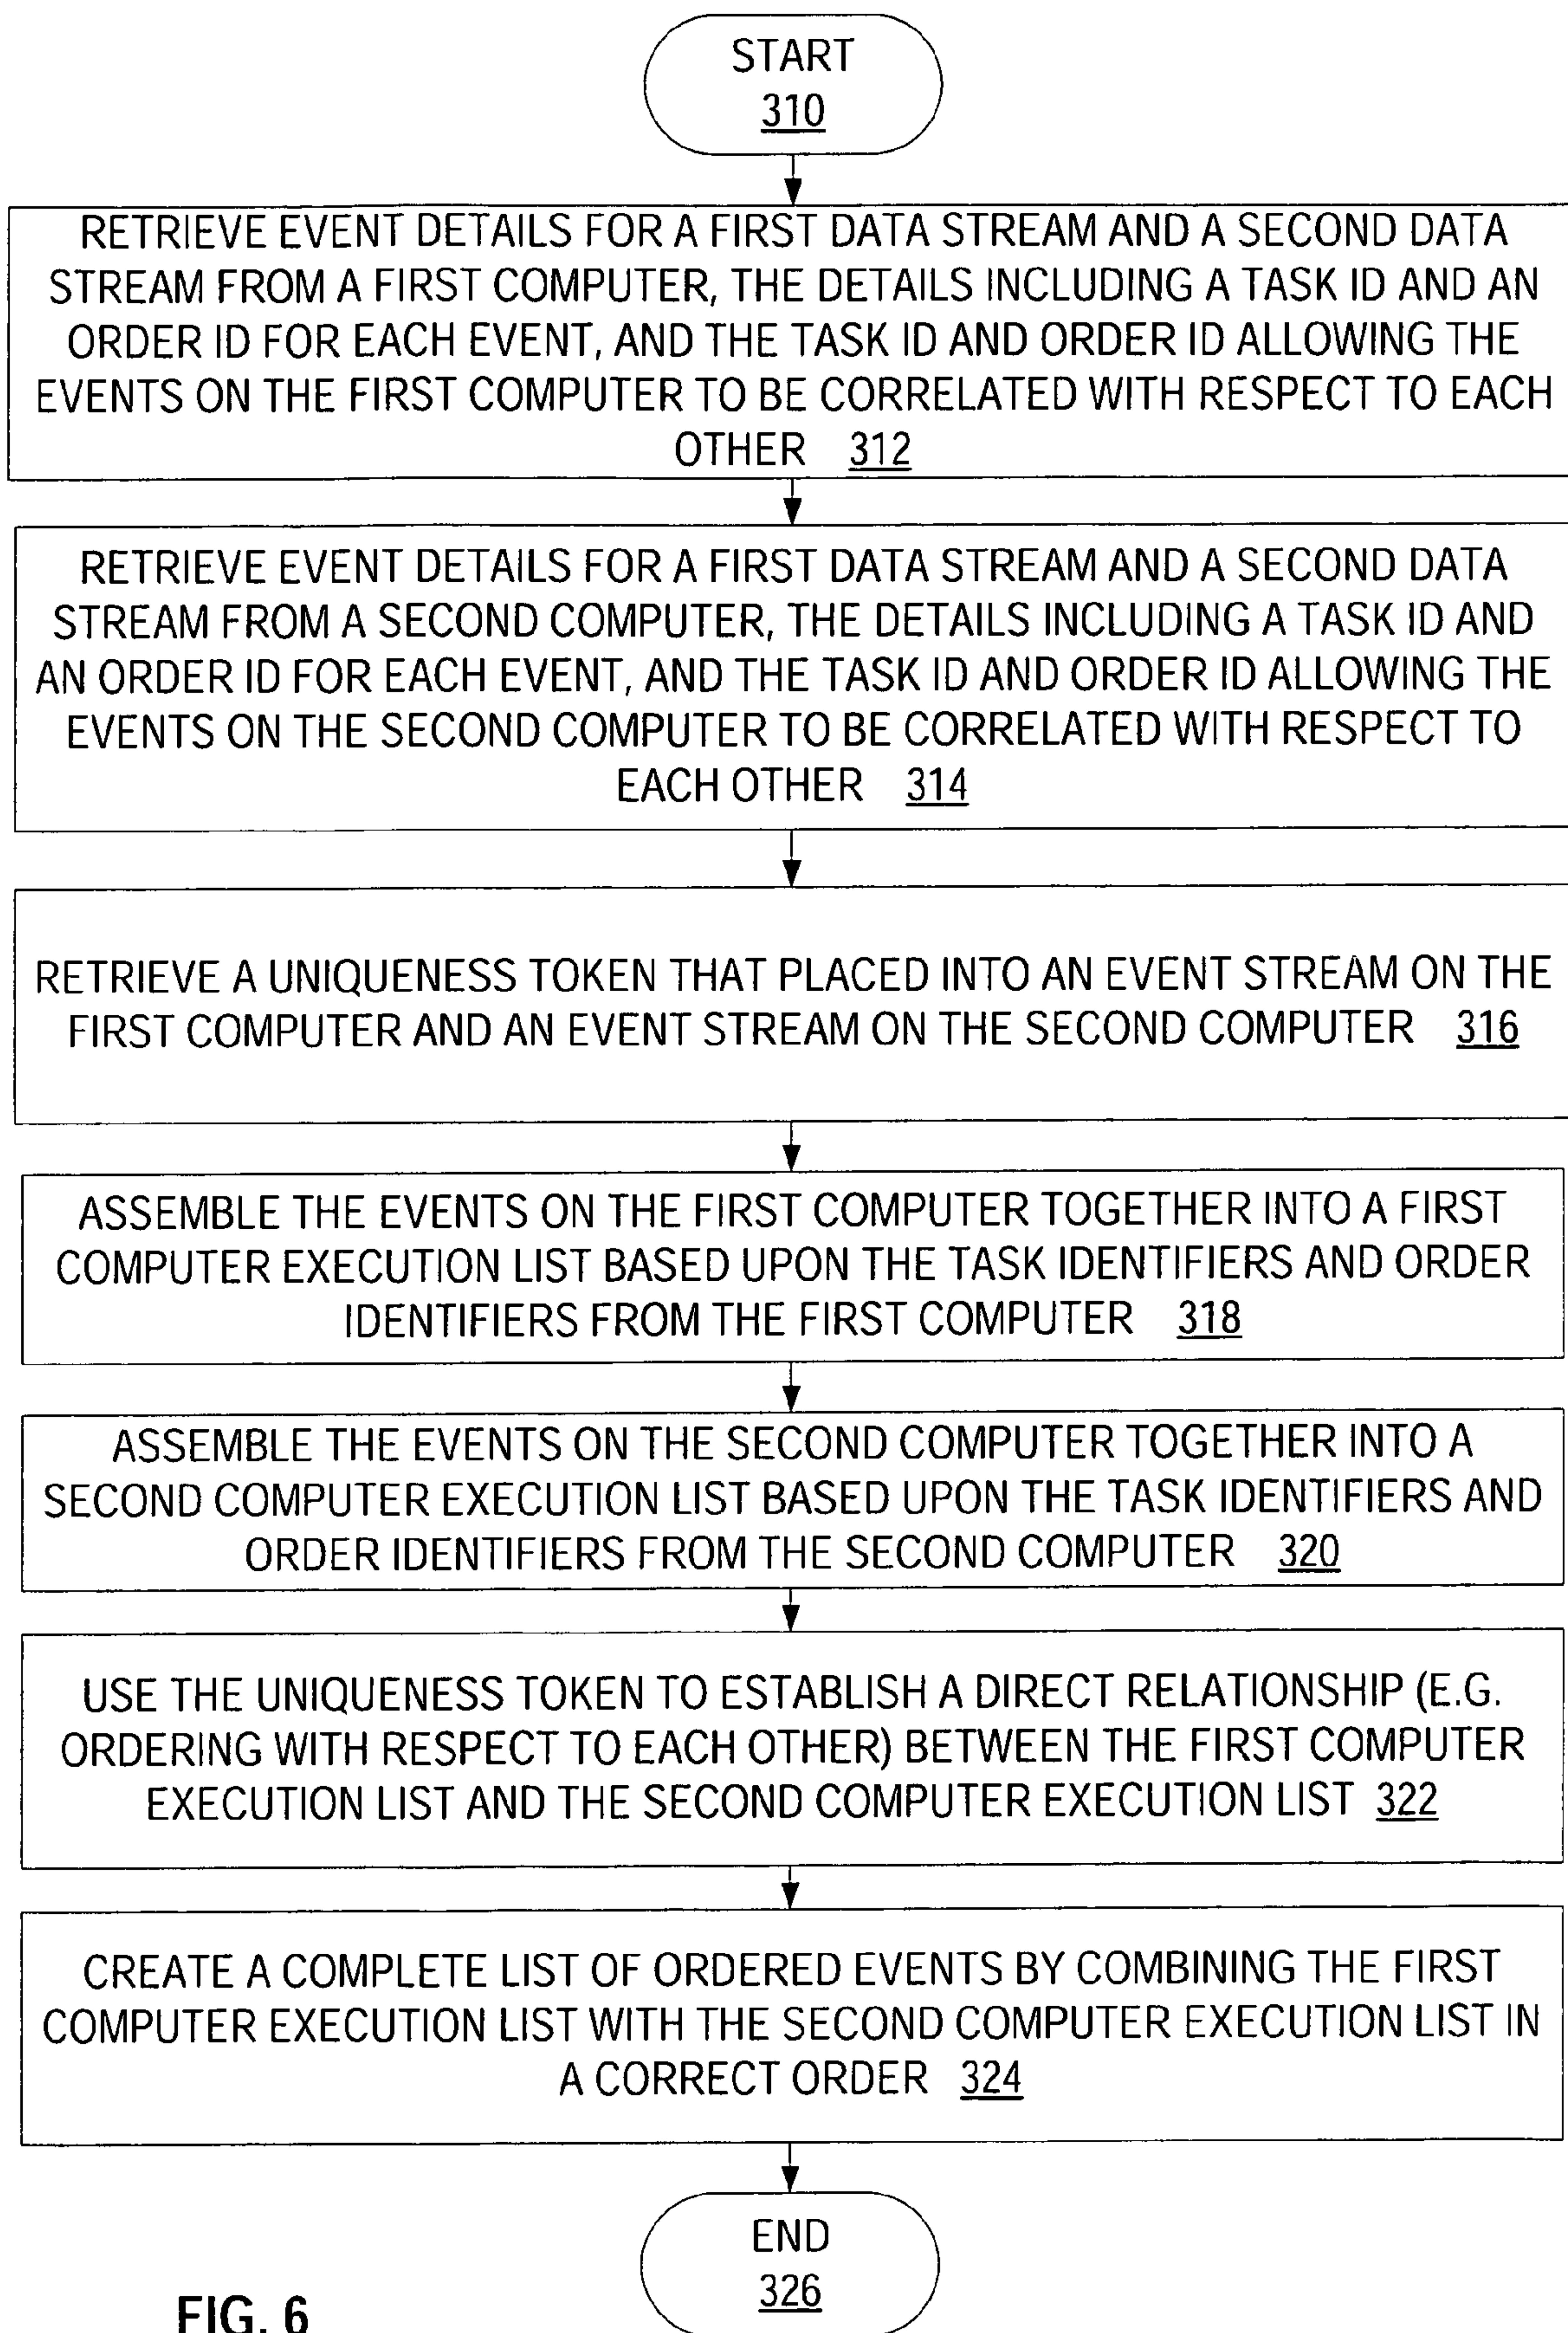 START
310
RETRIEVE EVENT DETAILS FOR A FIRST DATA STREAM AND A SECOND DATA
STREAM FROM A FIRST COMPUTER, THE DETAILS INCLUDING A TASK ID AND AN
ORDER ID FOR EACH EVENT, AND THE TASK ID AND ORDER ID ALLOWING THE
EVENTS ON THE FIRST COMPUTER TO BE CORRELATED WITH RESPECT TO EACH
OTHER 312
RETRIEVE EVENT DETAILS FOR A FIRST DATA STREAM AND A SECOND DATA
STREAM FROM A SECOND COMPUTER, THE DETAILS INCLUDING A TASK ID AND
AN ORDER ID FOR EACH EVENT, AND THE TASK ID AND ORDER ID ALLOWING THE
EVENTS ON THE SECOND COMPUTER TO BE CORRELATED WITH RESPECT TO
EACH OTHER 314
RETRIEVE A UNIQUENESS TOKEN THAT PLACED INTO AN EVENT STREAM ON THE
FIRST COMPUTER AND AN EVENT STREAM ON THE SECOND COMPUTER 316
ASSEMBLE THE EVENTS ON THE FIRST COMPUTER TOGETHER INTO A FIRST
COMPUTER EXECUTION LIST BASED UPON THE TASK IDENTIFIERS AND ORDER
IDENTIFIERS FROM THE FIRST COMPUTER 318
ASSEMBLE THE EVENTS ON THE SECOND COMPUTER TOGETHER INTO A
SECOND COMPUTER EXECUTION LIST BASED UPON THE TASK IDENTIFIERS AND
ORDER IDENTIFIERS FROM THE SECOND COMPUTER 320
USE THE UNIQUENESS TOKEN TO ESTABLISH A DIRECT RELATIONSHIP (E.G.
ORDERING WITH RESPECT TO EACH OTHER) BETWEEN THE FIRST COMPUTER
EXECUTION LIST AND THE SECOND COMPUTER EXECUTION LIST 322
CREATE A COMPLETE LIST OF ORDERED EVENTS BY COMBINING THE FIRST
COMPUTER EXECUTION LIST WITH THE SECOND COMPUTER EXECUTION LIST IN
A CORRECT ORDER 324
END
326
FIG. 6